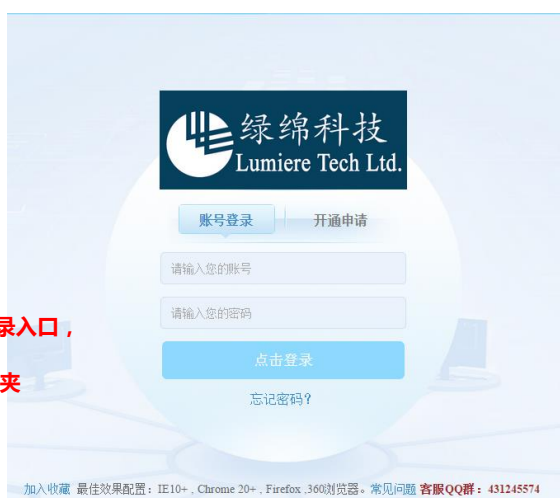 绿绵科技
Lumiere Tech Ltd.
账号登录 开通申请
请输入您的账号
请输入您的密码
录入口，
点击登录
夹
忘记密码？
加入收藏 最佳效果配置：IE10+ , Chrome 20+ , Firefox ,360浏览器。常见问题 客服QQ群：431245574